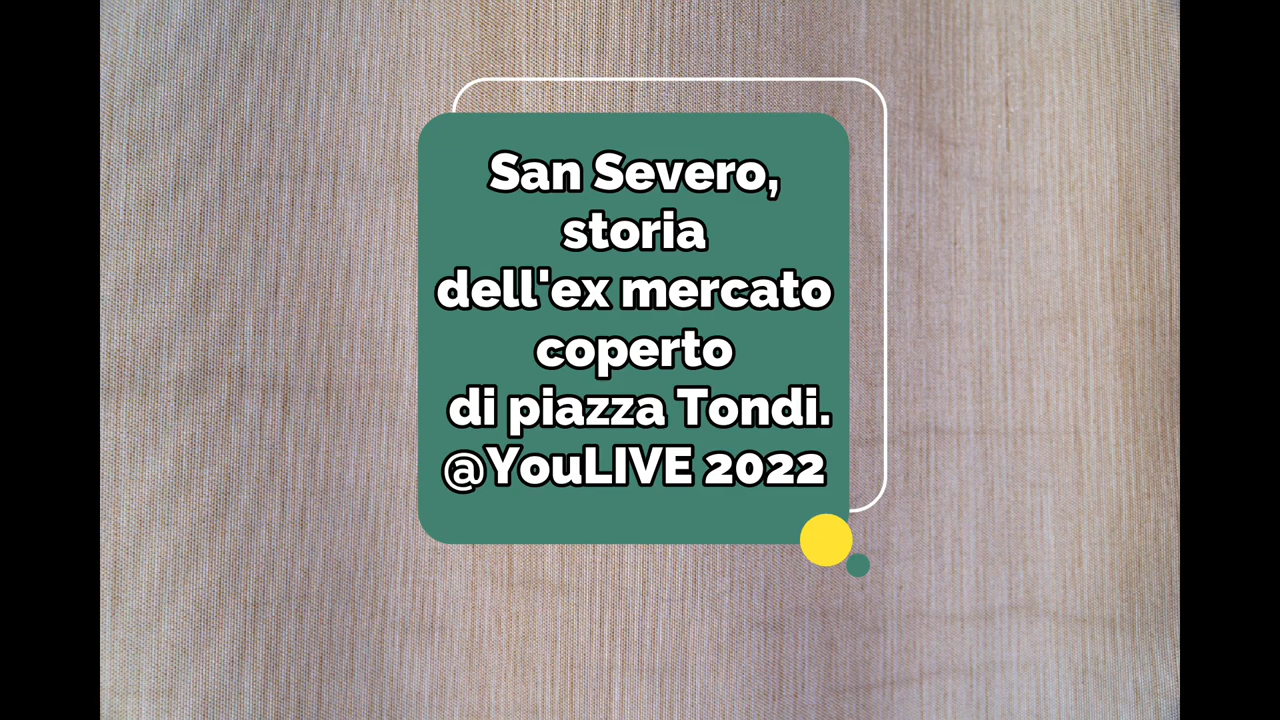 San Severo,
storia
dell'ex mercato
coperto
di piazza Tondi.
@YouLIVE 2022